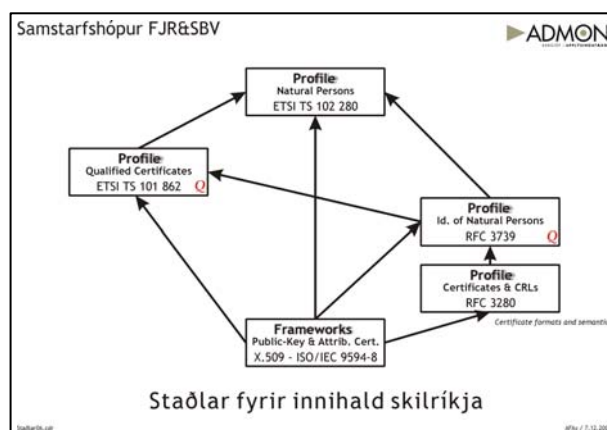 Samstarfshópur FJR&SBV
ADMON
Profile
Natural Persons
ETSI TS 102 280
Profile
Qualified Certificates
ETSI TS 101 862
Q
Profile
Id. of Natural Persons
RFC 3739
Q
Profile
Certificates & CRLs
RFC 3280
Certificate formats and semantic
Frameworks
Public-Key & Attrib. Cert.
X.509 - ISO/IEC 9594-8
Staðlar fyrir innihald skilríkja